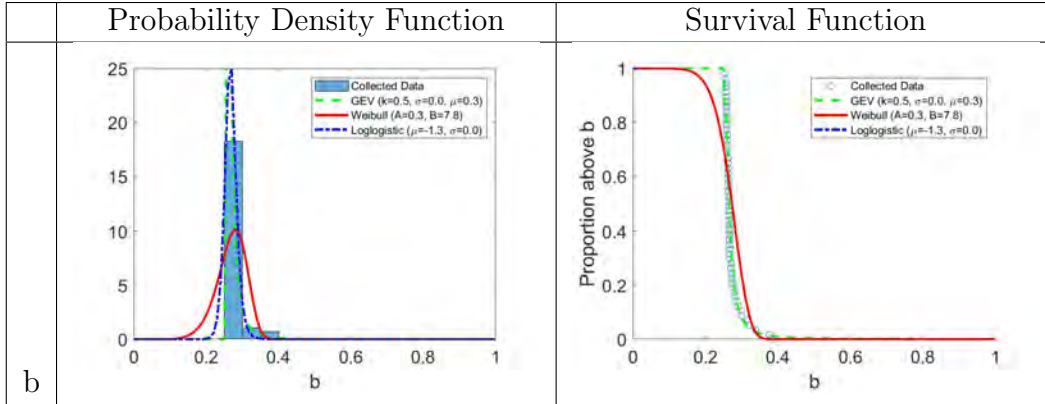 Probability Density Function
Survival Function
25
20
15
10
5
0
0
0.2
0.4
0.6
0.8
1
b
Collected Data
GEV (k=0.5, σ=0.0, μ=0.3)
Weibull (A=0.3, B=7.8)
Loglogistic (μ=-1.3, σ=0.0)
Proportion above b
1
0.8
0.6
0.4
0.2
0
0
0.2
0.4
0.6
0.8
1
b
Collected Data
GEV (k=0.5, σ=0.0, μ=0.3)
Weibull (A=0.3, B=7.8)
Loglogistic (μ=-1.3, σ=0.0)
b